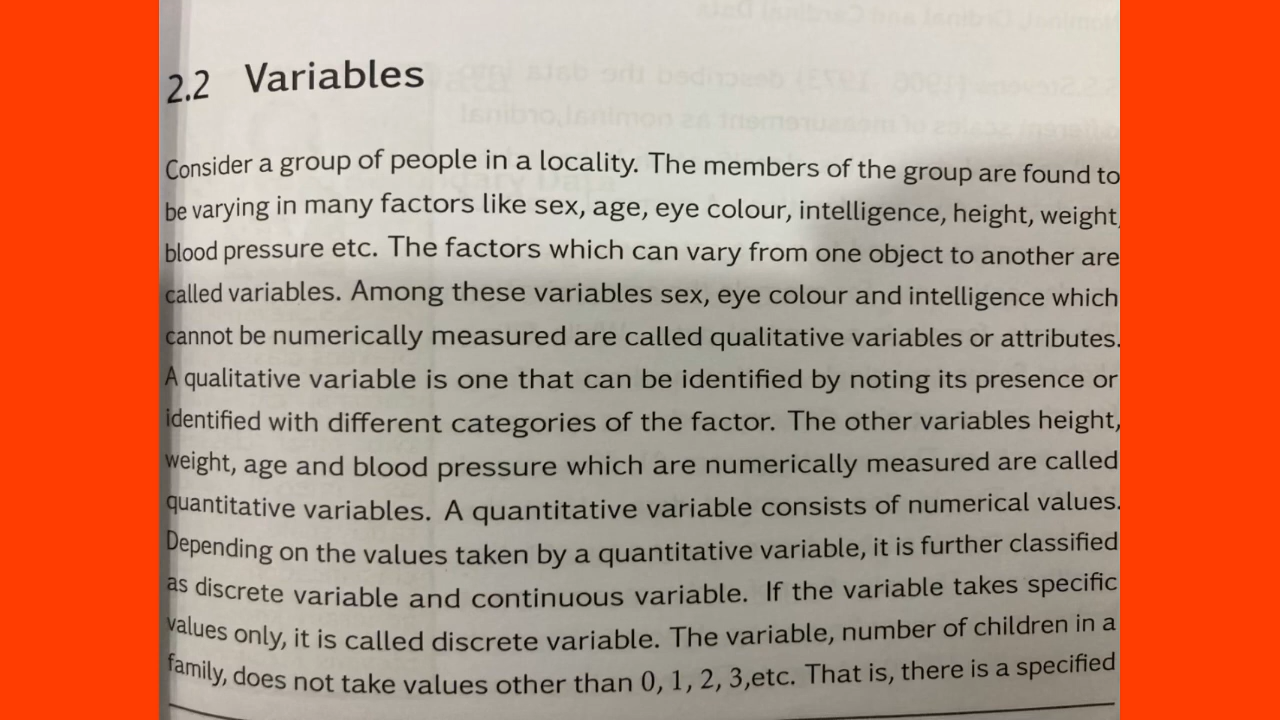 2.2 Variables
Consider a group of people in a locality. The members of the group are found to
be varying in many factors like sex, age, eye colour, intelligence, height, weight,
blood pressure etc. The factors which can vary from one object to another are
called variables. Among these variables sex, eye colour and intelligence which
cannot be numerically measured are called qualitative variables or attributes.
A qualitative variable is one that can be identified by noting its presence or
identified with different categories of the factor. The other variables height,
weight, age and blood pressure which are numerically measured are called
quantitative variables. A quantitative variable consists of numerical values.
Depending on the values taken by a quantitative variable, it is further classified
as discrete variable and continuous variable. If the variable takes specific
values only, it is called discrete variable. The variable, number of children in a
family, does not take values other than 0, 1, 2, 3,etc. That is, there is a specified